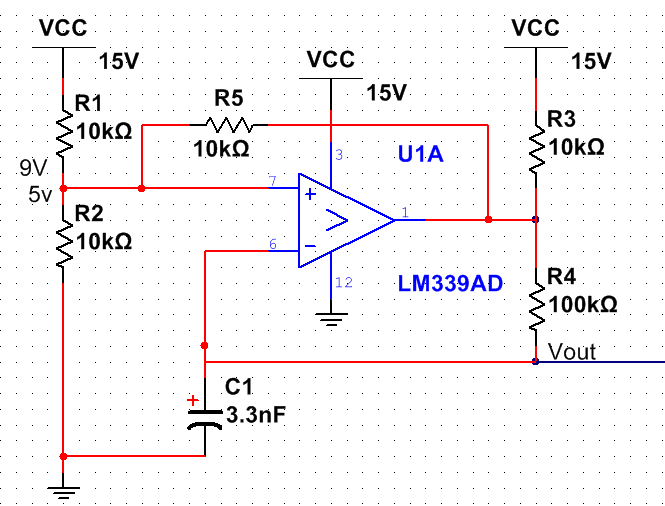 VCC
15V
R1
10kΩ
9V
5v
R2
10kΩ
R5
10kΩ
VCC
15V
3
U1A
7
+
1
6
−
12
LM339AD
VCC
15V
R3
10kΩ
R4
100kΩ
Vout
+
C1
3.3nF